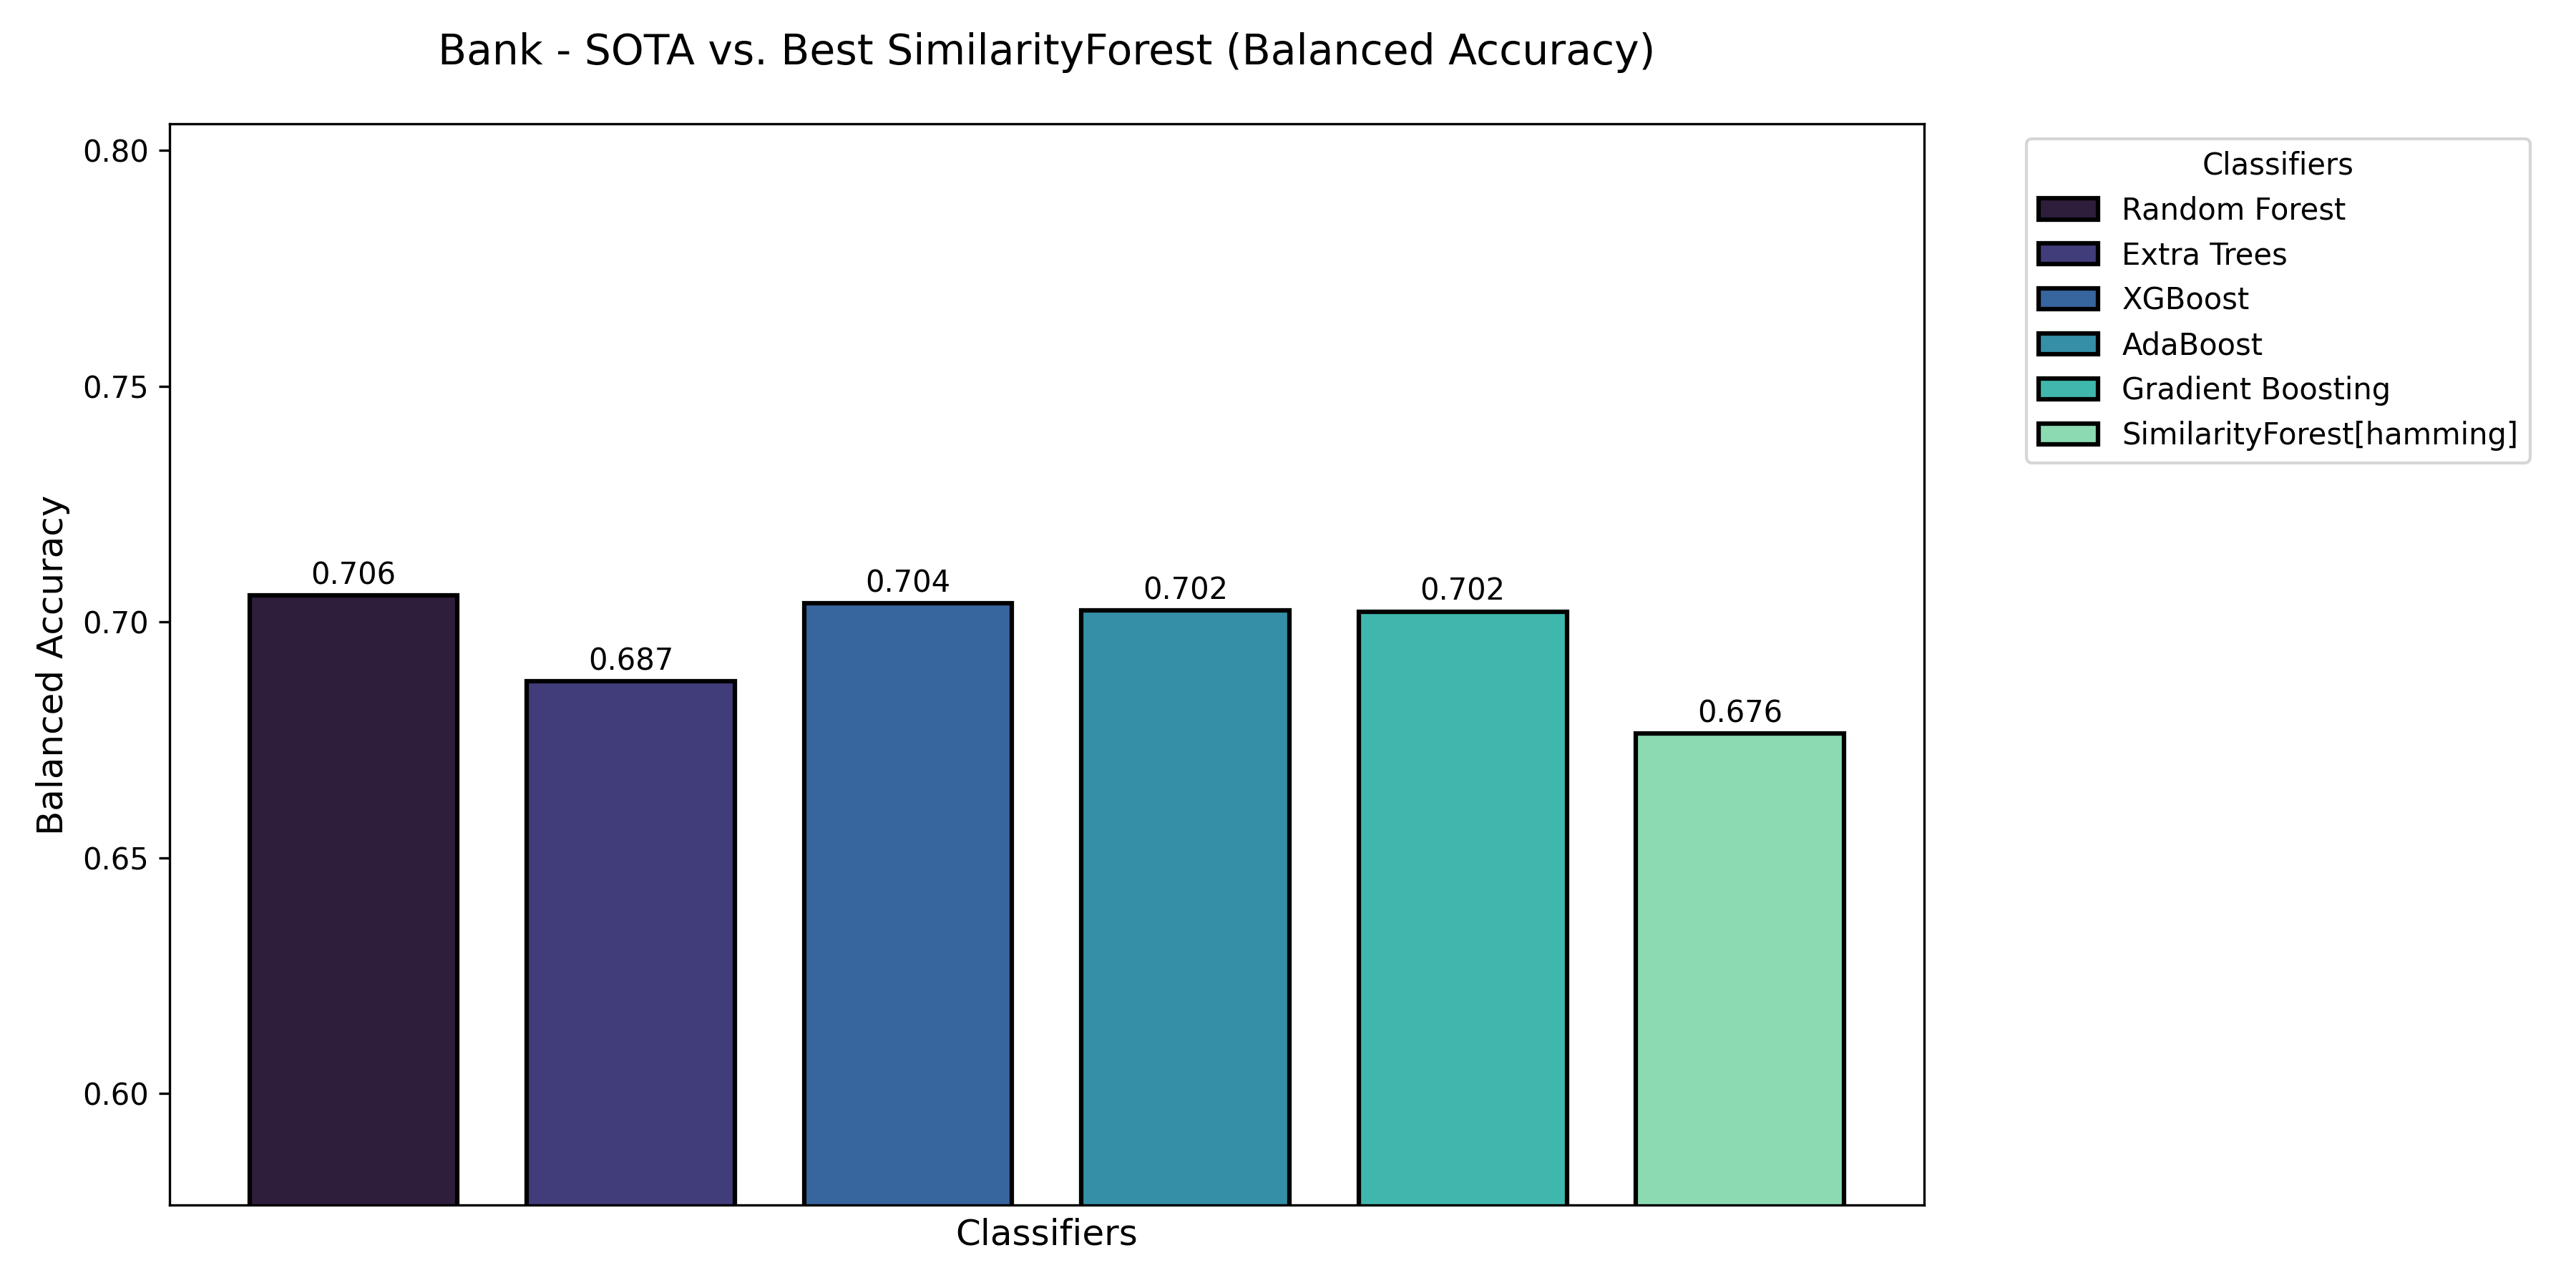 Bank - SOTA vs. Best SimilarityForest (Balanced Accuracy)
Balanced Accuracy
0.80
0.75
0.70
0.65
0.60
0.706
0.687
0.704
0.702
0.702
0.676
Classifiers
Classifiers
Random Forest
Extra Trees
XGBoost
AdaBoost
Gradient Boosting
SimilarityForest[hamming]